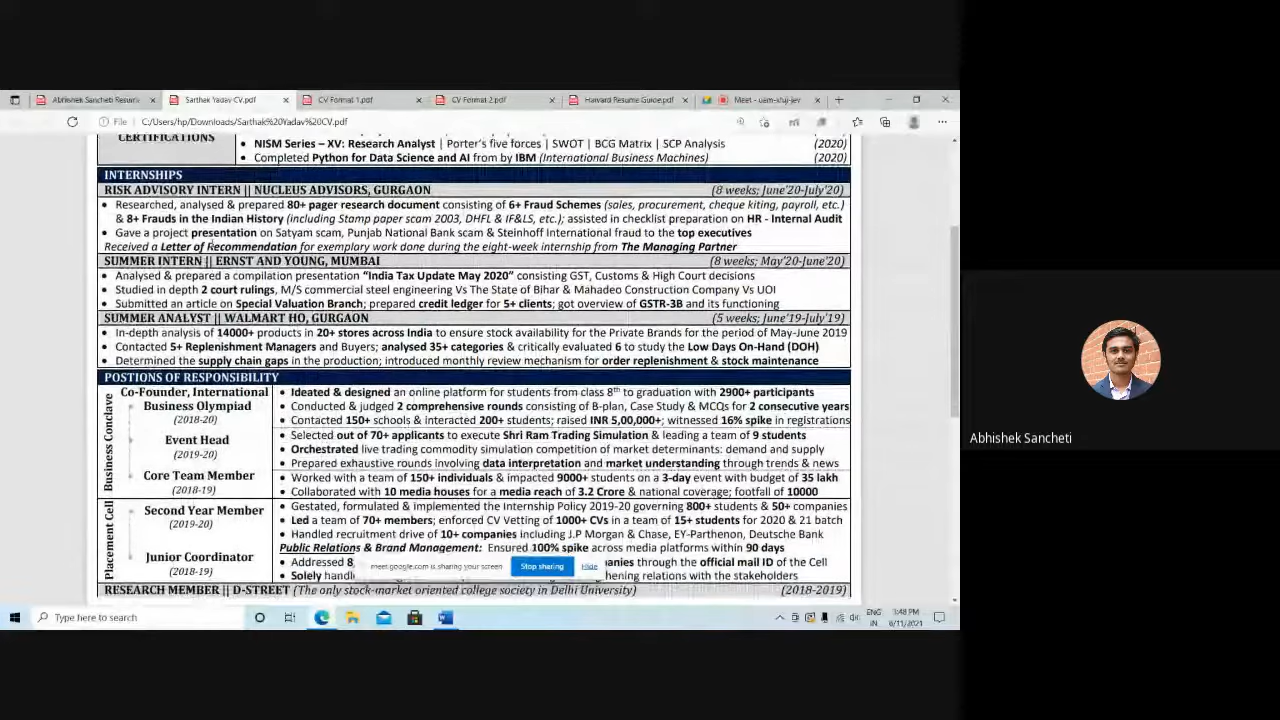 Abhishek Sancheti Resum
Sarthak Yadav CV.pdf
CV Format 1.pdf
CV Format 2.pdf
Harvard Resume Guide.pdf
Meet -
File
C:/Users/hp/Downloads/Sarthak%20Yadav%20CV.pdf
CERTIFICATIONS
• NISM Series – XV: Research Analyst | Porter's five forces | SWOT | BCG Matrix | SCP Analysis (2020)
• Completed Python for Data Science and AI from by IBM (International Business Machines) (2020)
INTERNSHIPS
RISK ADVISORY INTERN || NUCLEUS ADVISORS, GURGAON (8 weeks; June'20-July'20)
• Researched, analysed & prepared 80+ pager research document consisting of 6+ Fraud Schemes (sales, procurement, cheque kiting, payroll, etc.)
& 8+ Frauds in the Indian History (including Stamp paper scam 2003, DHFL & IF&LS, etc.); assisted in checklist preparation on HR - Internal Audit
• Gave a project presentation on Satyam scam, Punjab National Bank scam & Steinhoff International fraud to the top executives
Received a Letter of Recommendation for exemplary work done during the eight-week internship from The Managing Partner
SUMMER INTERN || ERNST AND YOUNG, MUMBAI (8 weeks; May'20-June'20)
• Analysed & prepared a compilation presentation “India Tax Update May 2020” consisting GST, Customs & High Court decisions
• Studied in depth 2 court rulings, M/S commercial steel engineering Vs The State of Bihar & Mahadeo Construction Company Vs UOI
• Submitted an article on Special Valuation Branch; prepared credit ledger for 5+ clients; got overview of GSTR-3B and its functioning
SUMMER ANALYST || WALMART HO, GURGAON (5 weeks; June'19-July'19)
• In-depth analysis of 14000+ products in 20+ stores across India to ensure stock availability for the Private Brands for the period of May-June 2019
• Contacted 5+ Replenishment Managers and Buyers; analysed 35+ categories & critically evaluated 6 to study the Low Days On-Hand (DOH)
• Determined the supply chain gaps in the production; introduced monthly review mechanism for order replenishment & stock maintenance
POSTIONS OF RESPONSIBILITY
Business Conclave
Co-Founder, International
Business Olympiad
(2018-20)
• Ideated & designed an online platform for students from class 8th to graduation with 2900+ participants
• Conducted & judged 2 comprehensive rounds consisting of B-plan, Case Study & MCQs for 2 consecutive years
• Contacted 150+ schools & interacted 200+ students; raised INR 5,00,000+; witnessed 16% spike in registrations
Event Head
(2019-20)
• Selected out of 70+ applicants to execute Shri Ram Trading Simulation & leading a team of 9 students
• Orchestrated live trading commodity simulation competition of market determinants: demand and supply
• Prepared exhaustive rounds involving data interpretation and market understanding through trends & news
Core Team Member
(2018-19)
• Worked with a team of 150+ individuals & impacted 9000+ students on a 3-day event with budget of 35 lakh
• Collaborated with 10 media houses for a media reach of 3.2 Crore & national coverage; footfall of 10000
Placement Cell
Second Year Member
(2019-20)
• Gestated, formulated & implemented the Internship Policy 2019-20 governing 800+ students & 50+ companies
• Led a team of 70+ members; enforced CV Vetting of 1000+ CVs in a team of 15+ students for 2020 & 21 batch
• Handled recruitment drive of 10+ companies including J.P Morgan & Chase, EY-Parthenon, Deutsche Bank
Junior Coordinator
(2018-19)
Public Relations & Brand Management: Ensured 100% spike across media platforms within 90 days
• Addressed 8 through the official mail ID of the Cell
• Solely relations with the stakeholders
meet.google.com is sharing your screen
Stop sharing
Hide
RESEARCH MEMBER || D-STREET (The only stock-market oriented college society in Delhi University) (2018-2019)
Type here to search
ENG
IN
3:48 PM
6/11/2021
Abhishek Sancheti